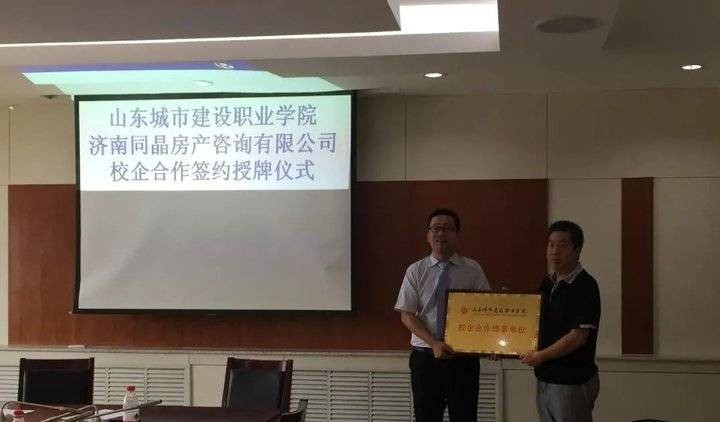 山东城市建设职业学院
济南同晶房产咨询有限公司
校企合作签约授牌仪式
山东城市建设职业学院
校企合作理事单位